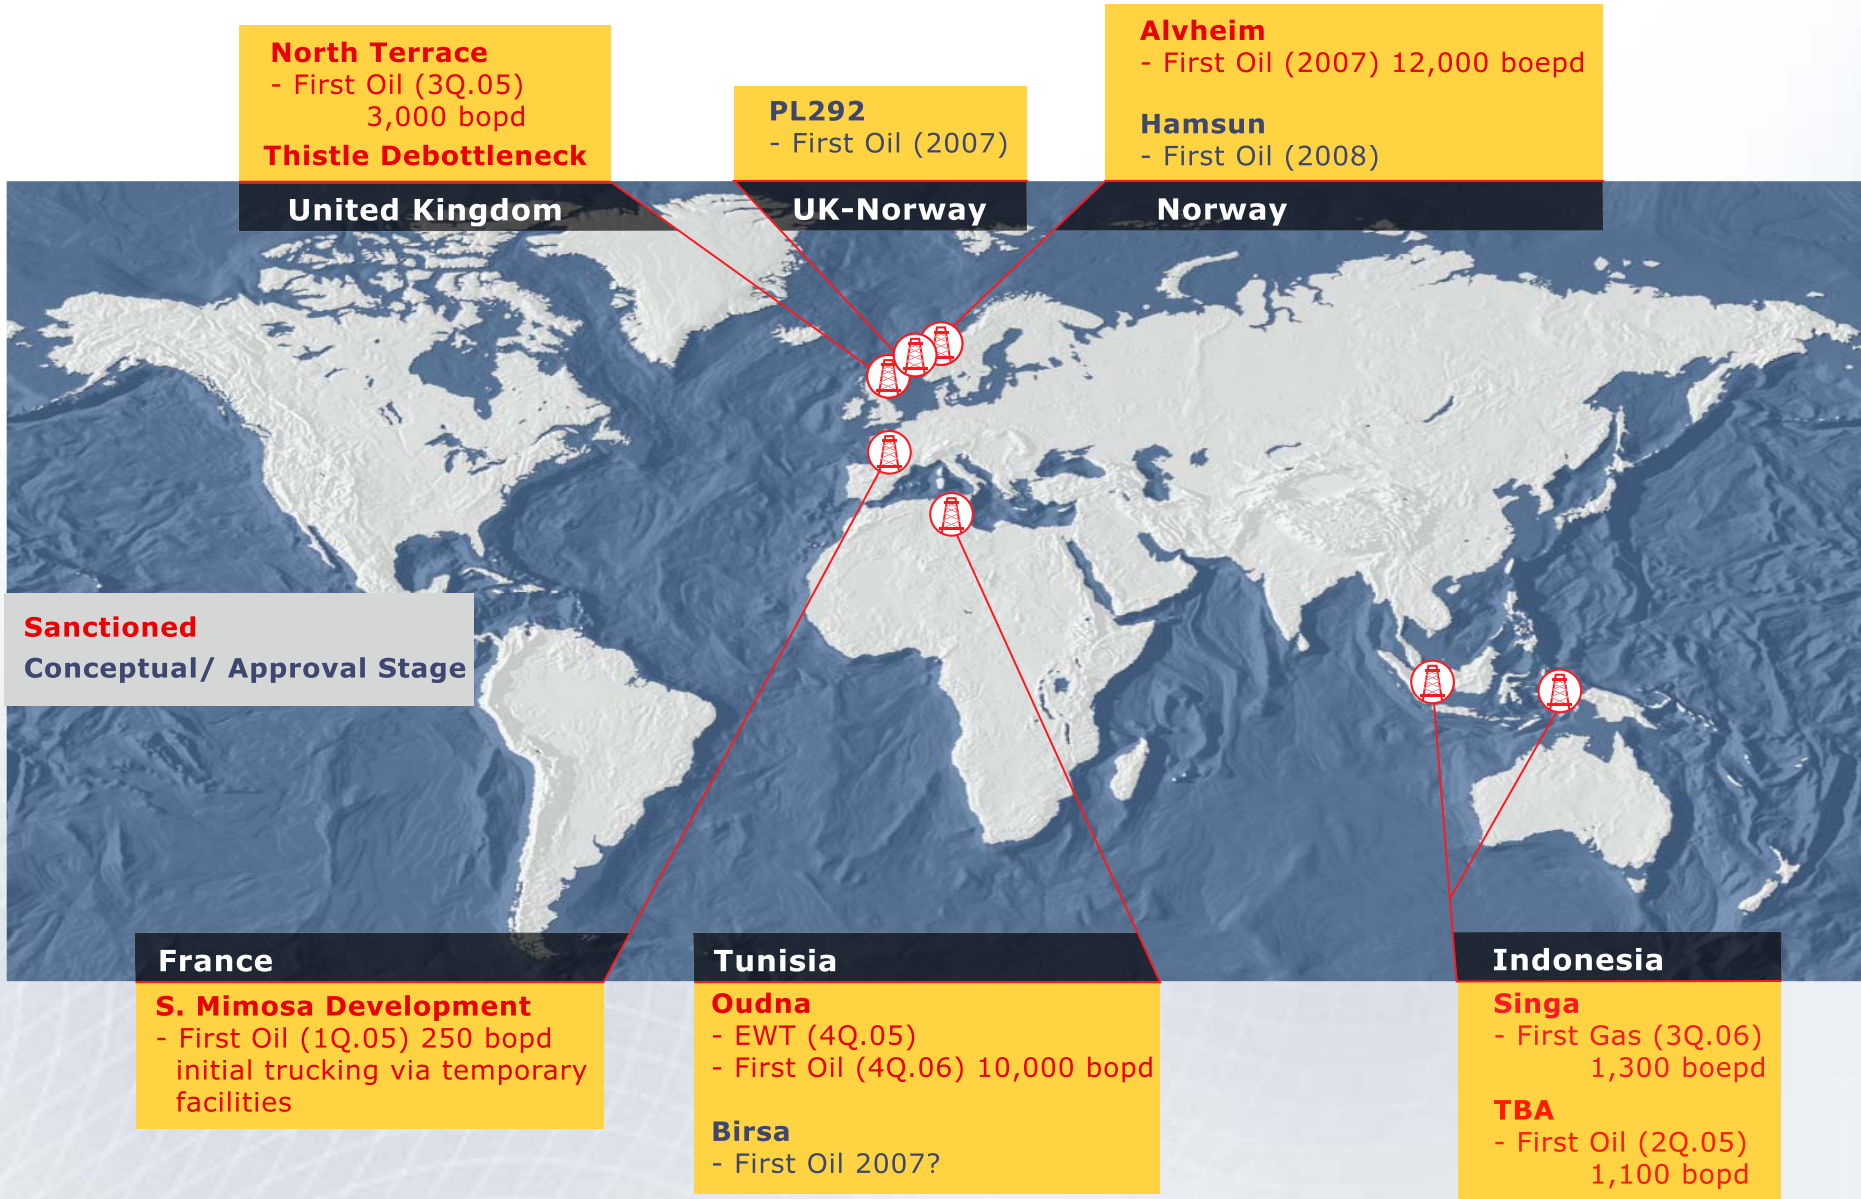 North Terrace
- First Oil (3Q.05)
3,000 bopd
Thistle Debottleneck
United Kingdom
PL292
- First Oil (2007)
UK-Norway
Alvheim
- First Oil (2007) 12,000 boepd
Hamsun
- First Oil (2008)
Norway
Sanctioned
Conceptual/ Approval Stage
France
S. Mimosa Development
- First Oil (1Q.05) 250 bopd
initial trucking via temporary
facilities
Tunisia
Oudna
- EWT (4Q.05)
- First Oil (4Q.06) 10,000 bopd
Birsa
- First Oil 2007?
Indonesia
Singa
- First Gas (3Q.06)
1,300 boepd
TBA
- First Oil (2Q.05)
1,100 bopd